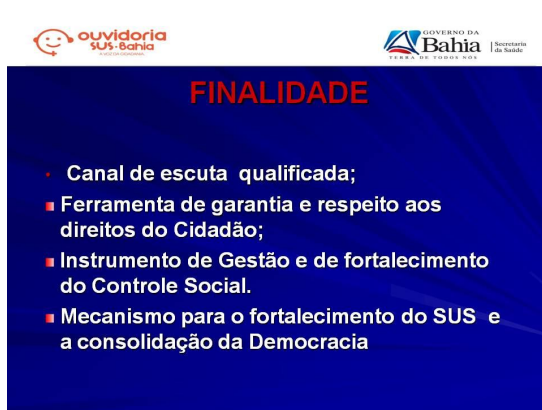 ouvidoria
SUS·Bahia
GOVERNO DA
Bahia
TERRA DE TODOS NÓS
Secretaria
da Saúde
FINALIDADE
Canal de escuta qualificada;
Ferramenta de garantia e respeito aos
direitos do Cidadão;
Instrumento de Gestão e de fortalecimento
do Controle Social.
Mecanismo para o fortalecimento do SUS e
a consolidação da Democracia